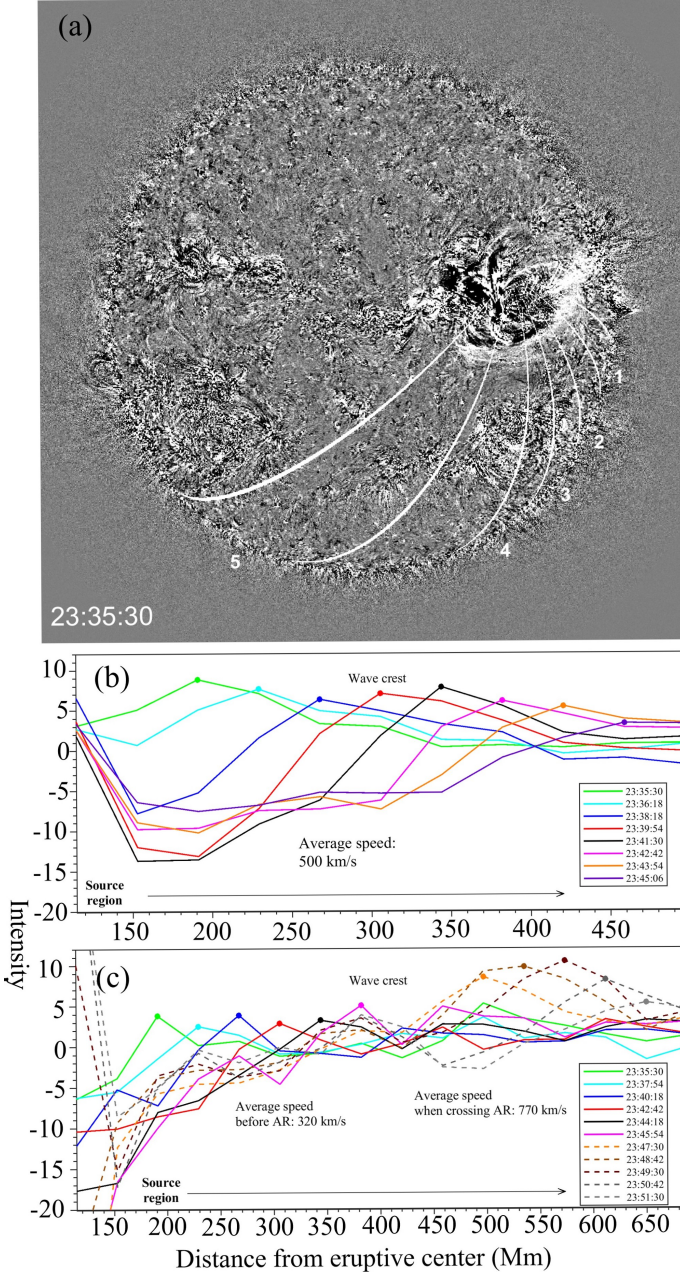 (a)
1
2
3
4
5
23:35:30
(b)
Wave crest
10
5
0
-5
-10
-15
-20
Average speed:
500 km/s
Source
region
23:35:30
23:36:18
23:38:18
23:39:54
23:41:30
23:42:42
23:43:54
23:45:06
150 200 250 300 350 400 450
Intensity
(c)
Wave crest
10
5
0
-5
-10
-15
-20
Average speed
before AR: 320 km/s
Average speed
when crossing AR: 770 km/s
Source
region
23:35:30
23:37:54
23:40:18
23:42:42
23:44:18
23:45:54
23:47:30
23:48:42
23:49:30
23:50:42
23:51:30
150 200 250 300 350 400 450 500 550 600 650
Distance from eruptive center (Mm)